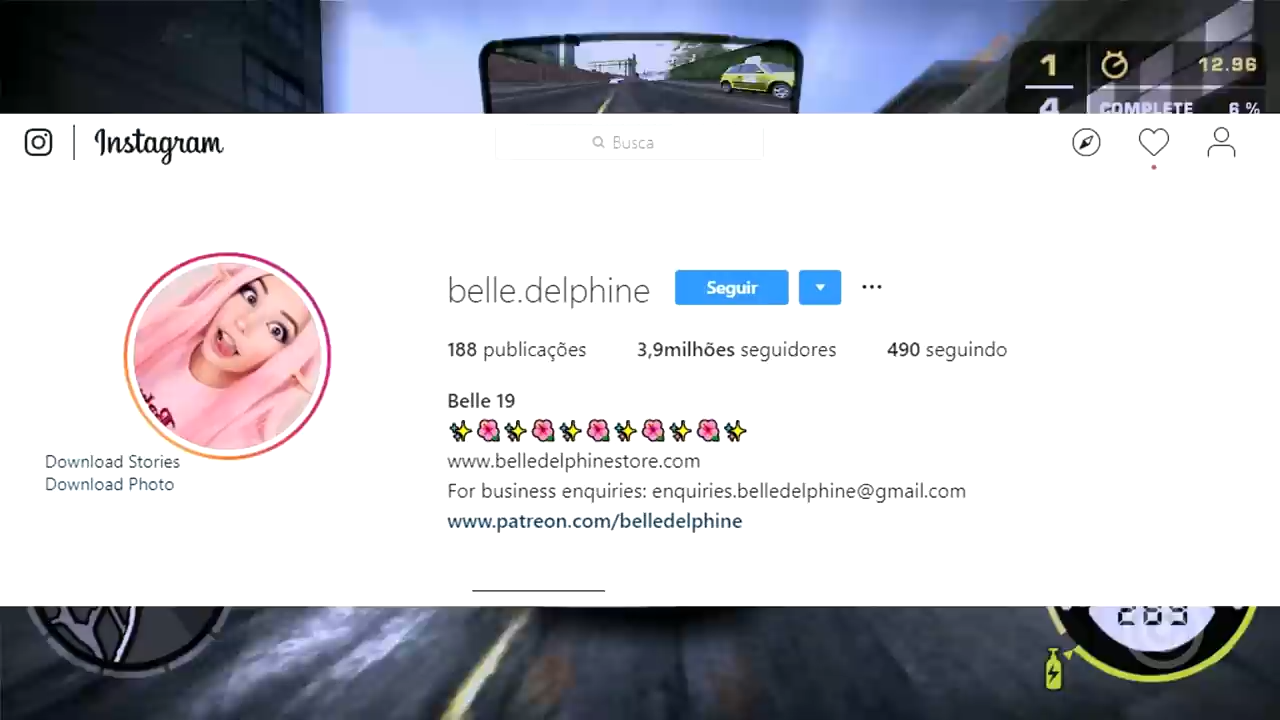 1 12.96
4 COMPLETE 6 %
Instagram
Busca
belle.delphine Seguir
188 publicações 3,9milhões seguidores 490 seguindo
Belle 19
www.belledelphinestore.com
Download Stories
Download Photo
For business enquiries: enquiries.belledelphine@gmail.com
www.patreon.com/belledelphine